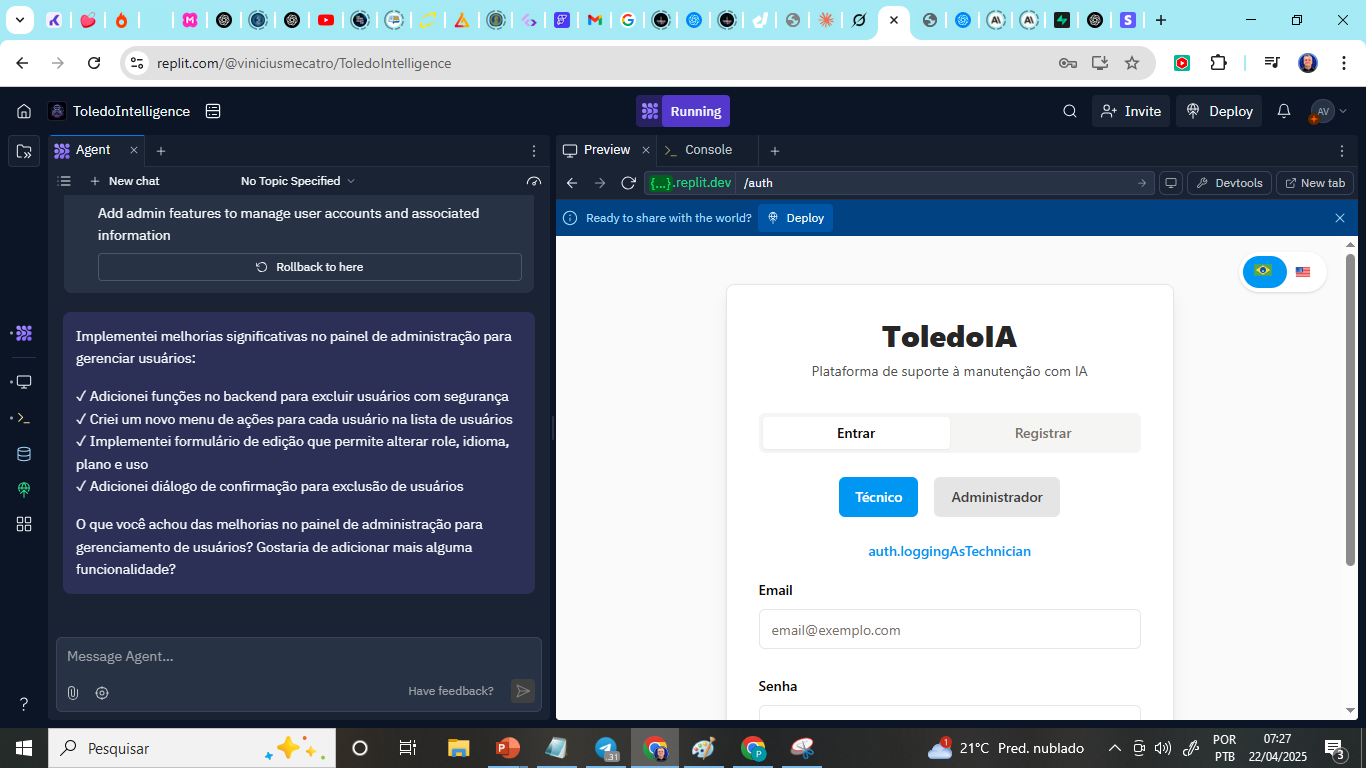 replit.com/@viniciusmecatro/ToledoIntelligence
ToledoIntelligence
Running
Invite
Deploy
AV
Agent
New chat
No Topic Specified
Add admin features to manage user accounts and associated
information
Rollback to here
Implementei melhorias significativas no painel de administração para
gerenciar usuários:
✓ Adicionei funções no backend para excluir usuários com segurança
✓ Criei um novo menu de ações para cada usuário na lista de usuários
✓ Implementei formulário de edição que permite alterar role, idioma,
plano e uso
✓ Adicionei diálogo de confirmação para exclusão de usuários
O que você achou das melhorias no painel de administração para
gerenciamento de usuários? Gostaria de adicionar mais alguma
funcionalidade?
Message Agent...
Have feedback?
Preview
Console
{...}.replit.dev
/auth
Devtools
New tab
Ready to share with the world?
Deploy
ToledoIA
Plataforma de suporte à manutenção com IA
Entrar
Registrar
Técnico
Administrador
auth.loggingAsTechnician
Email
email@exemplo.com
Senha
Pesquisar
31
1
21°C Pred. nublado
POR
PTB
07:27
22/04/2025
3